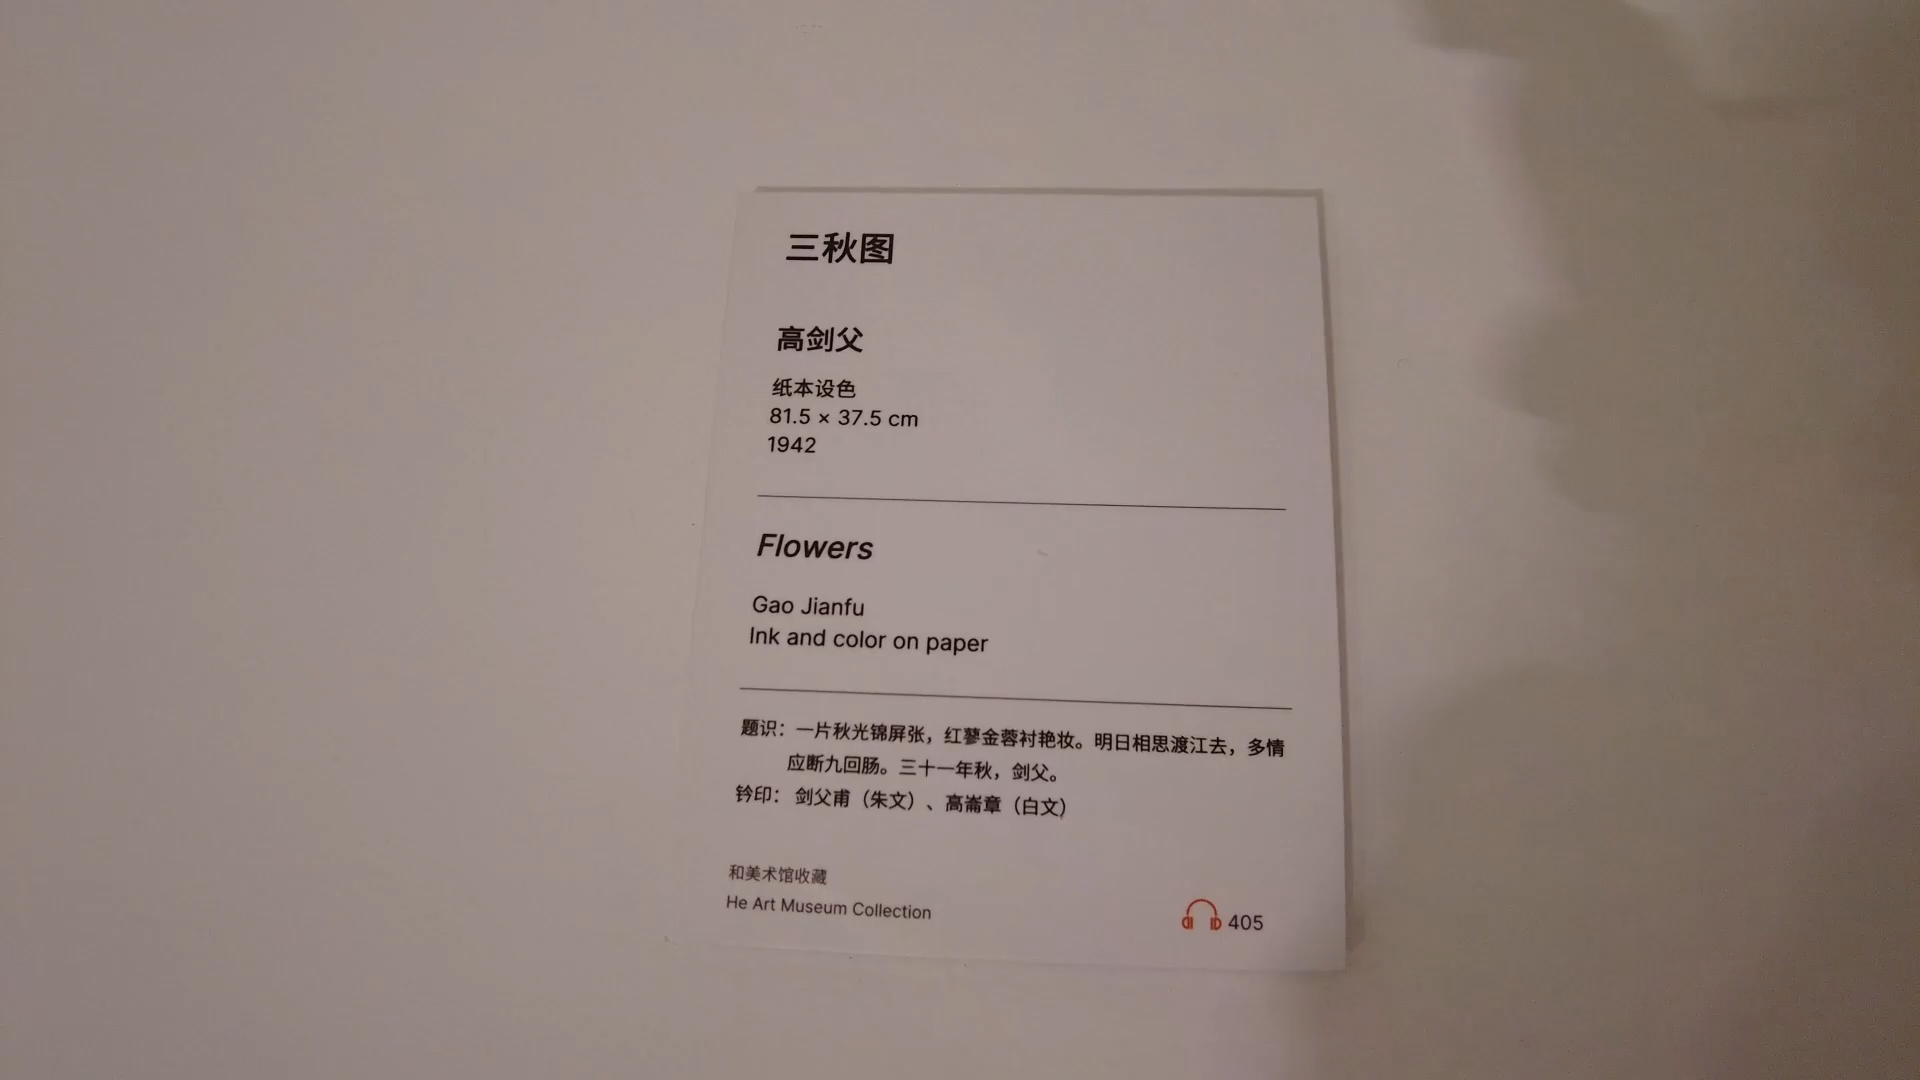 三秋图
高剑父
纸本设色
81.5 × 37.5 cm
1942
Flowers
Gao Jianfu
Ink and color on paper
题识：一片秋光锦屏张，红蓼金蓉衬艳妆。明日相思渡江去，多情
应断九回肠。三十一年秋，剑父。
钤印： 剑父甫（朱文）、高崙章（白文）
和美术馆收藏
He Art Museum Collection
405